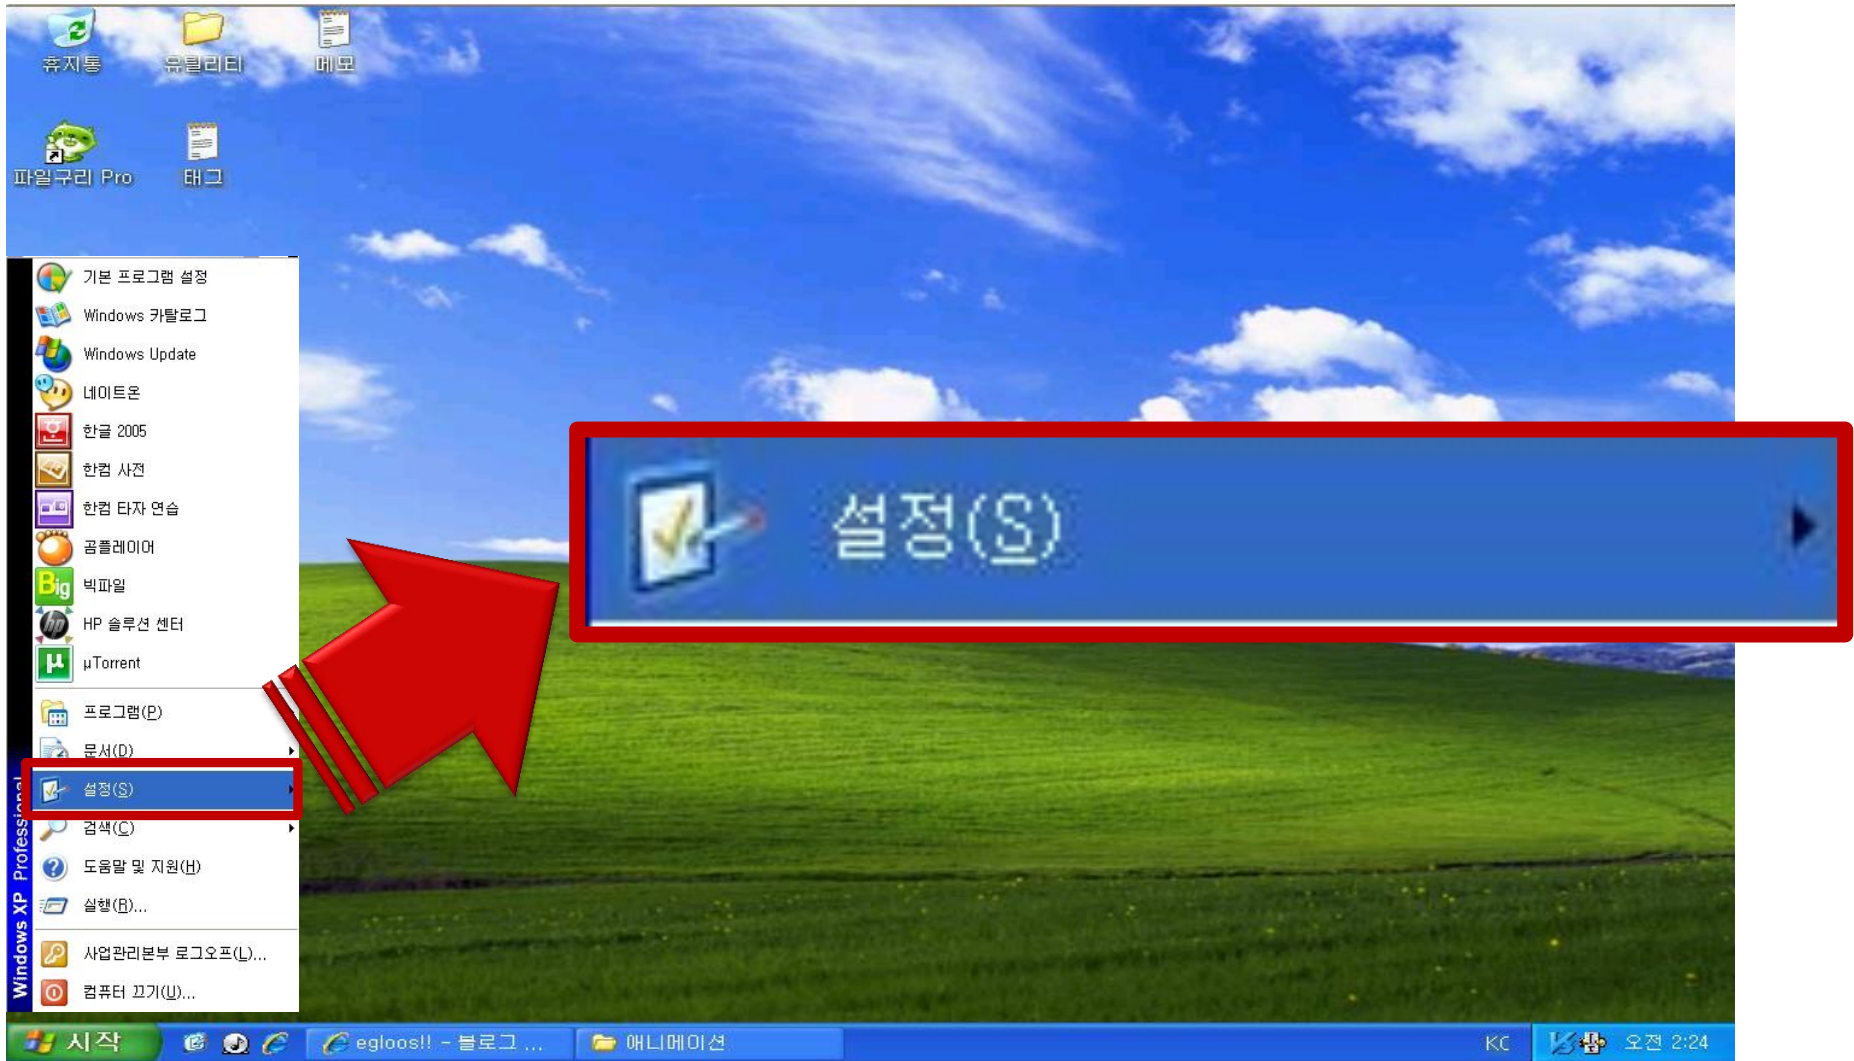 휴지통
유틸리티
메모
파일구리 Pro
태그
기본 프로그램 설정
Windows 카탈로그
Windows Update
네이트온
한글 2005
한컴 사전
한컴 타자 연습
곰플레이어
Big
빅파일
hp
HP 솔루션 센터
µ
µTorrent
프로그램(P)
문서(D)
설정(S)
검색(C)
도움말 및 지원(H)
실행(R)...
사업관리본부 로그오프(L)...
컴퓨터 끄기(U)...
Windows XP Professional
설정(S)
시작
egloos!! - 블로그 ...
애니메이션
KC
오전 2:24